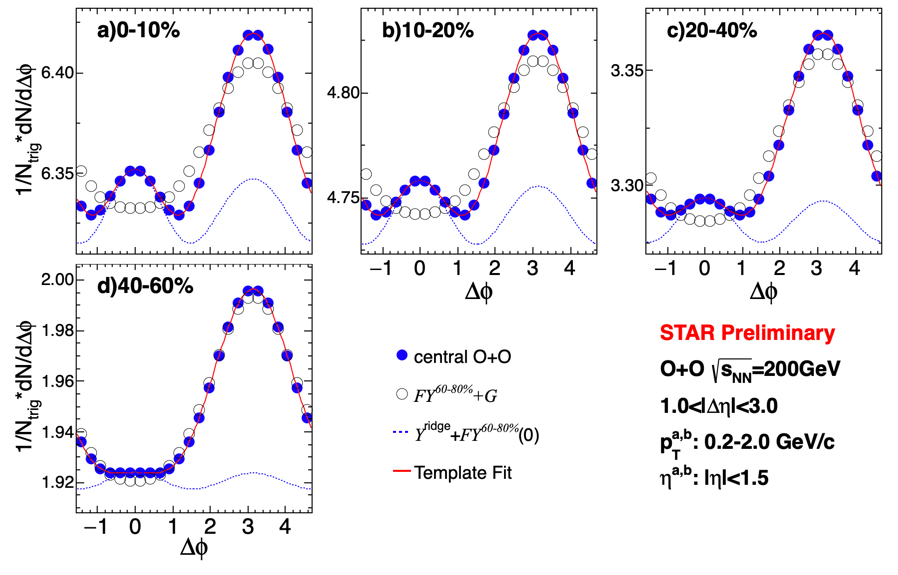 a)0-10%
b)10-20%
c)20-40%
1/N_trig*dN/dΔϕ
6.40
6.35
4.80
4.75
3.35
3.30
−1 0 1 2 3 4
Δϕ
−1 0 1 2 3 4
Δϕ
d)40-60%
1/N_trig*dN/dΔϕ
2.00
1.98
1.96
1.94
1.92
−1 0 1 2 3 4
Δϕ
central O+O
FY^60-80%+G
Y^ridge+FY^60-80%(0)
Template Fit
STAR Preliminary
O+O √s_NN=200GeV
1.0<|Δη|<3.0
p_T^a,b: 0.2-2.0 GeV/c
η^a,b: |η|<1.5